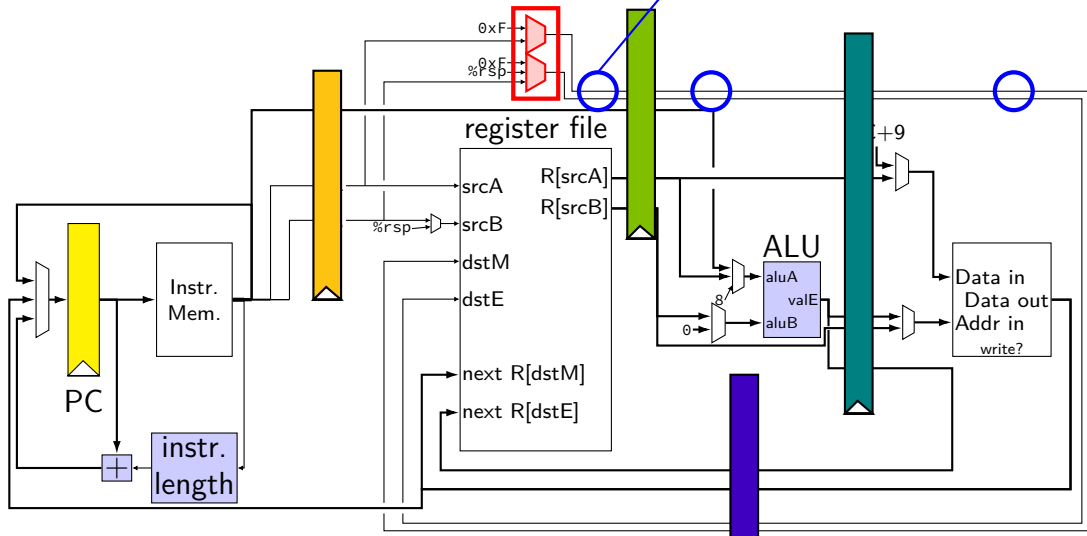 0xF
0xF
%rsp
register file
+9
srcA
R[srcA]
%rsp
srcB
R[srcB]
dstM
dstE
ALU
aluA
valE
aluB
8
0
Instr.
Mem.
Data in
Data out
Addr in
write?
PC
next R[dstM]
next R[dstE]
+
instr.
length